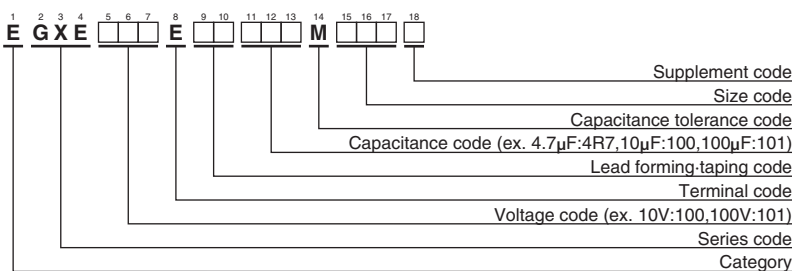 1 2 3 4 5 6 7 8 9 10 11 12 13 14 15 16 17 18
E G X E □□□ E □□ □□□ M □□□ □
Supplement code
Size code
Capacitance tolerance code
Capacitance code (ex. 4.7μF:4R7,10μF:100,100μF:101)
Lead forming·taping code
Terminal code
Voltage code (ex. 10V:100,100V:101)
Series code
Category